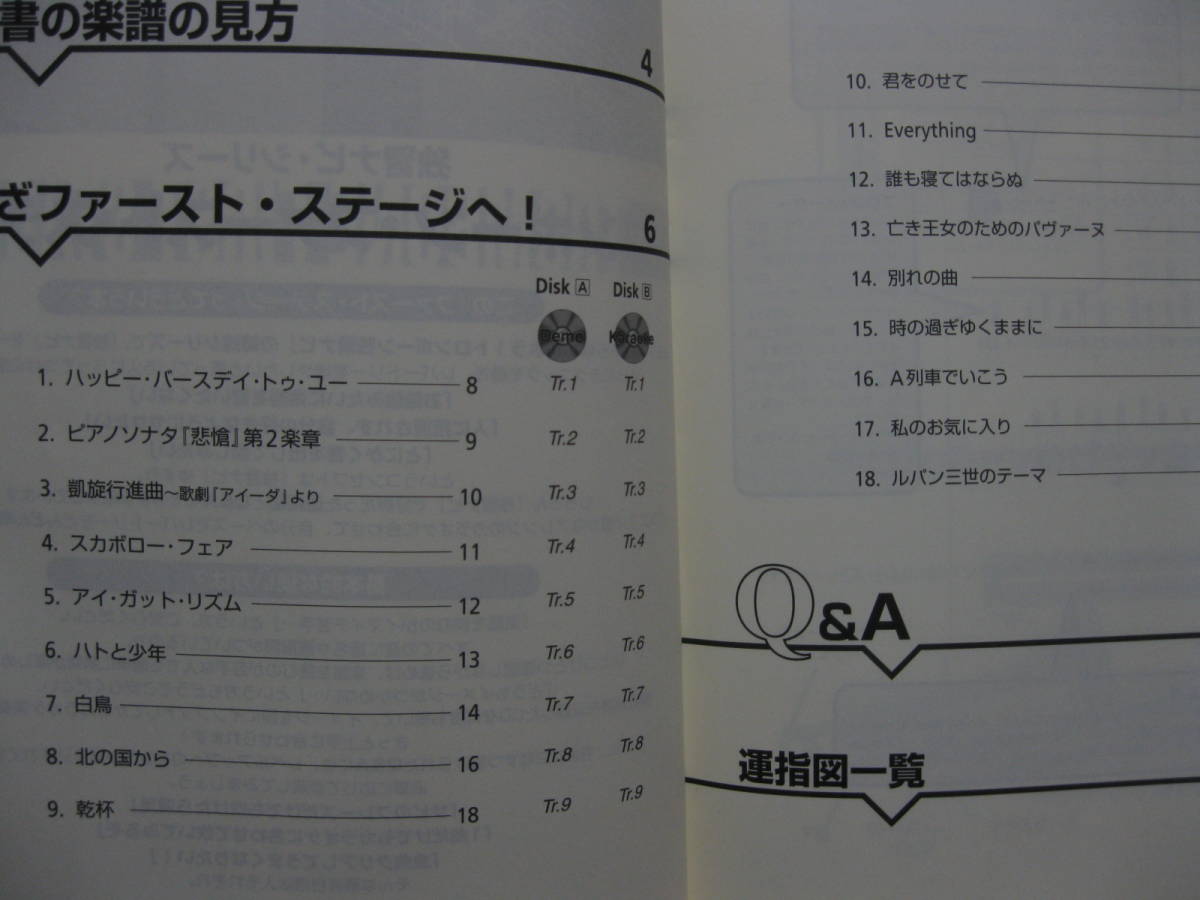 書の楽譜の見方 4
ざファースト・ステージへ! 6
Disk A Disk B
Demo Karaoke
1. ハッピー・バースデイ・トゥ・ユー 8 Tr.1 Tr.1
2. ピアノソナタ『悲愴』第2楽章 9 Tr.2 Tr.2
3. 凱旋行進曲〜歌劇『アイーダ』より 10 Tr.3 Tr.3
4. スカボロー・フェア 11 Tr.4 Tr.4
5. アイ・ガット・リズム 12 Tr.5 Tr.5
6. ハトと少年 13 Tr.6 Tr.6
7. 白鳥 14 Tr.7 Tr.7
8. 北の国から 16 Tr.8 Tr.8
9. 乾杯 18 Tr.9 Tr.9
10. 君をのせて
11. Everything
12. 誰も寝てはならぬ
13. 亡き王女のためのパヴァーヌ
14. 別れの曲
15. 時の過ぎゆくままに
16. A列車でいこう
17. 私のお気に入り
18. ルパン三世のテーマ
Q&A
運指図一覧